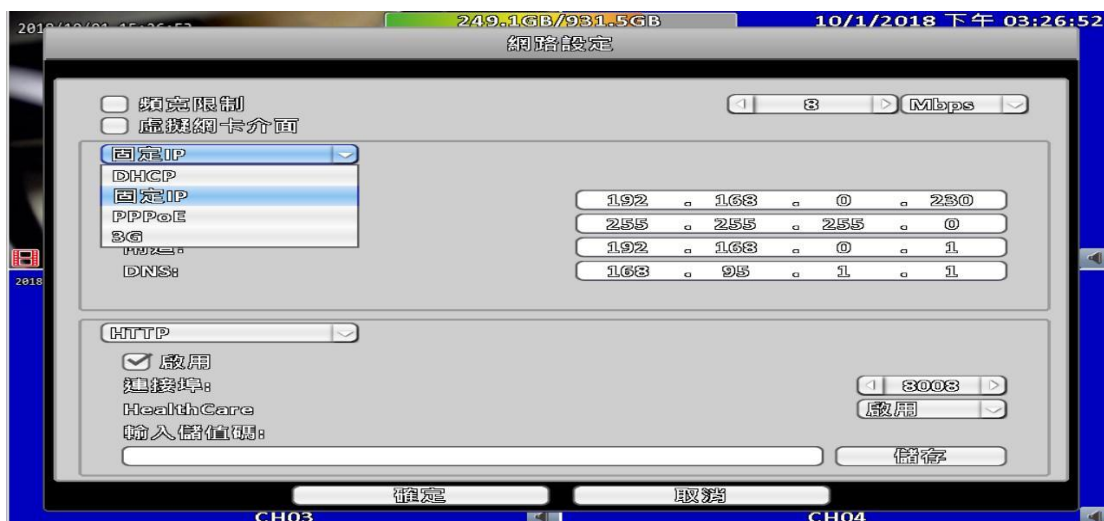 249.1GB/931.5GB
10/1/2018 下午 03:26:52
網路設定
頻寬限制
8
Mbps
虛擬網卡介面
固定IP
DHCP
固定IP
192 . 168 . 0 . 230
PPPoE
255 . 255 . 255 . 0
3G
192 . 168 . 0 . 1
DNS:
168 . 95 . 1 . 1
2018
HTTP
啟用
連接埠:
8008
HealthCare
啟用
輸入儲值碼:
儲存
確定
取消
CH03
CH04